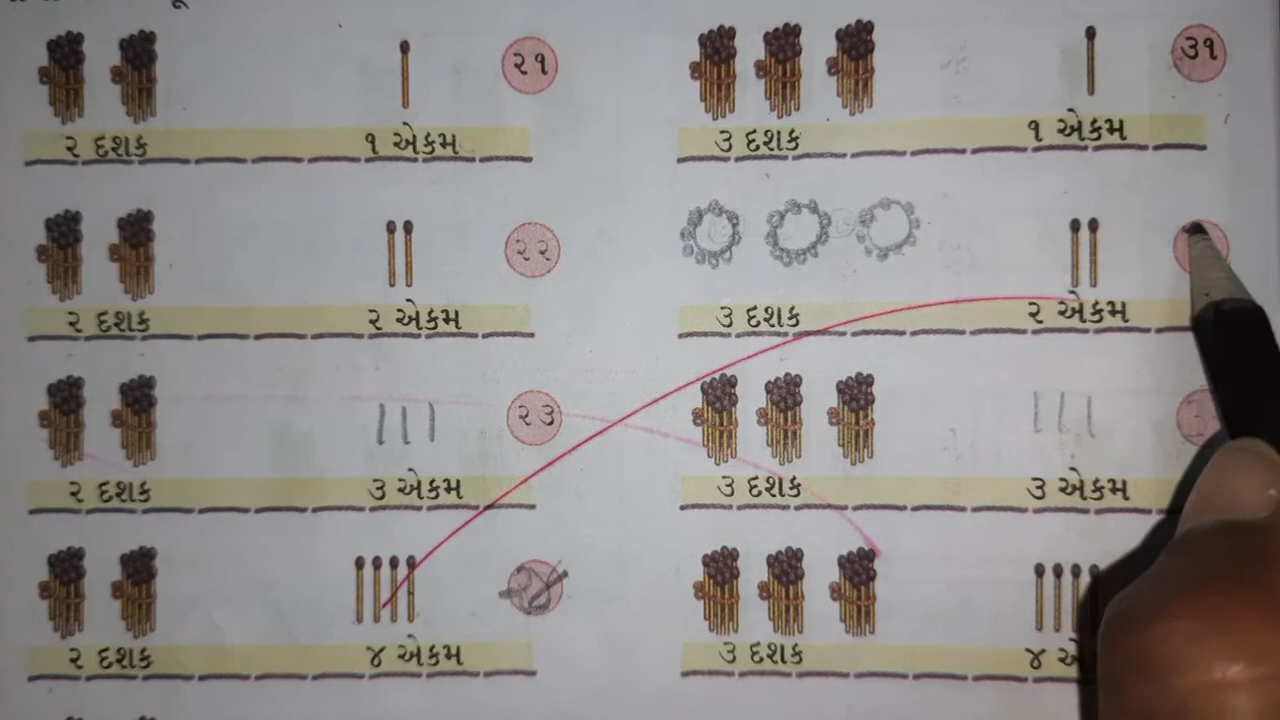 ૨૧ ૩૧
૨ દશક ૧ એકમ ૩ દશક ૧ એકમ
૨૨
૨ દશક ૨ એકમ ૩ દશક ૨ એકમ
૨૩
૨ દશક ૩ એકમ ૩ દશક ૩ એકમ
૨ દશક ૪ એકમ ૩ દશક ૪